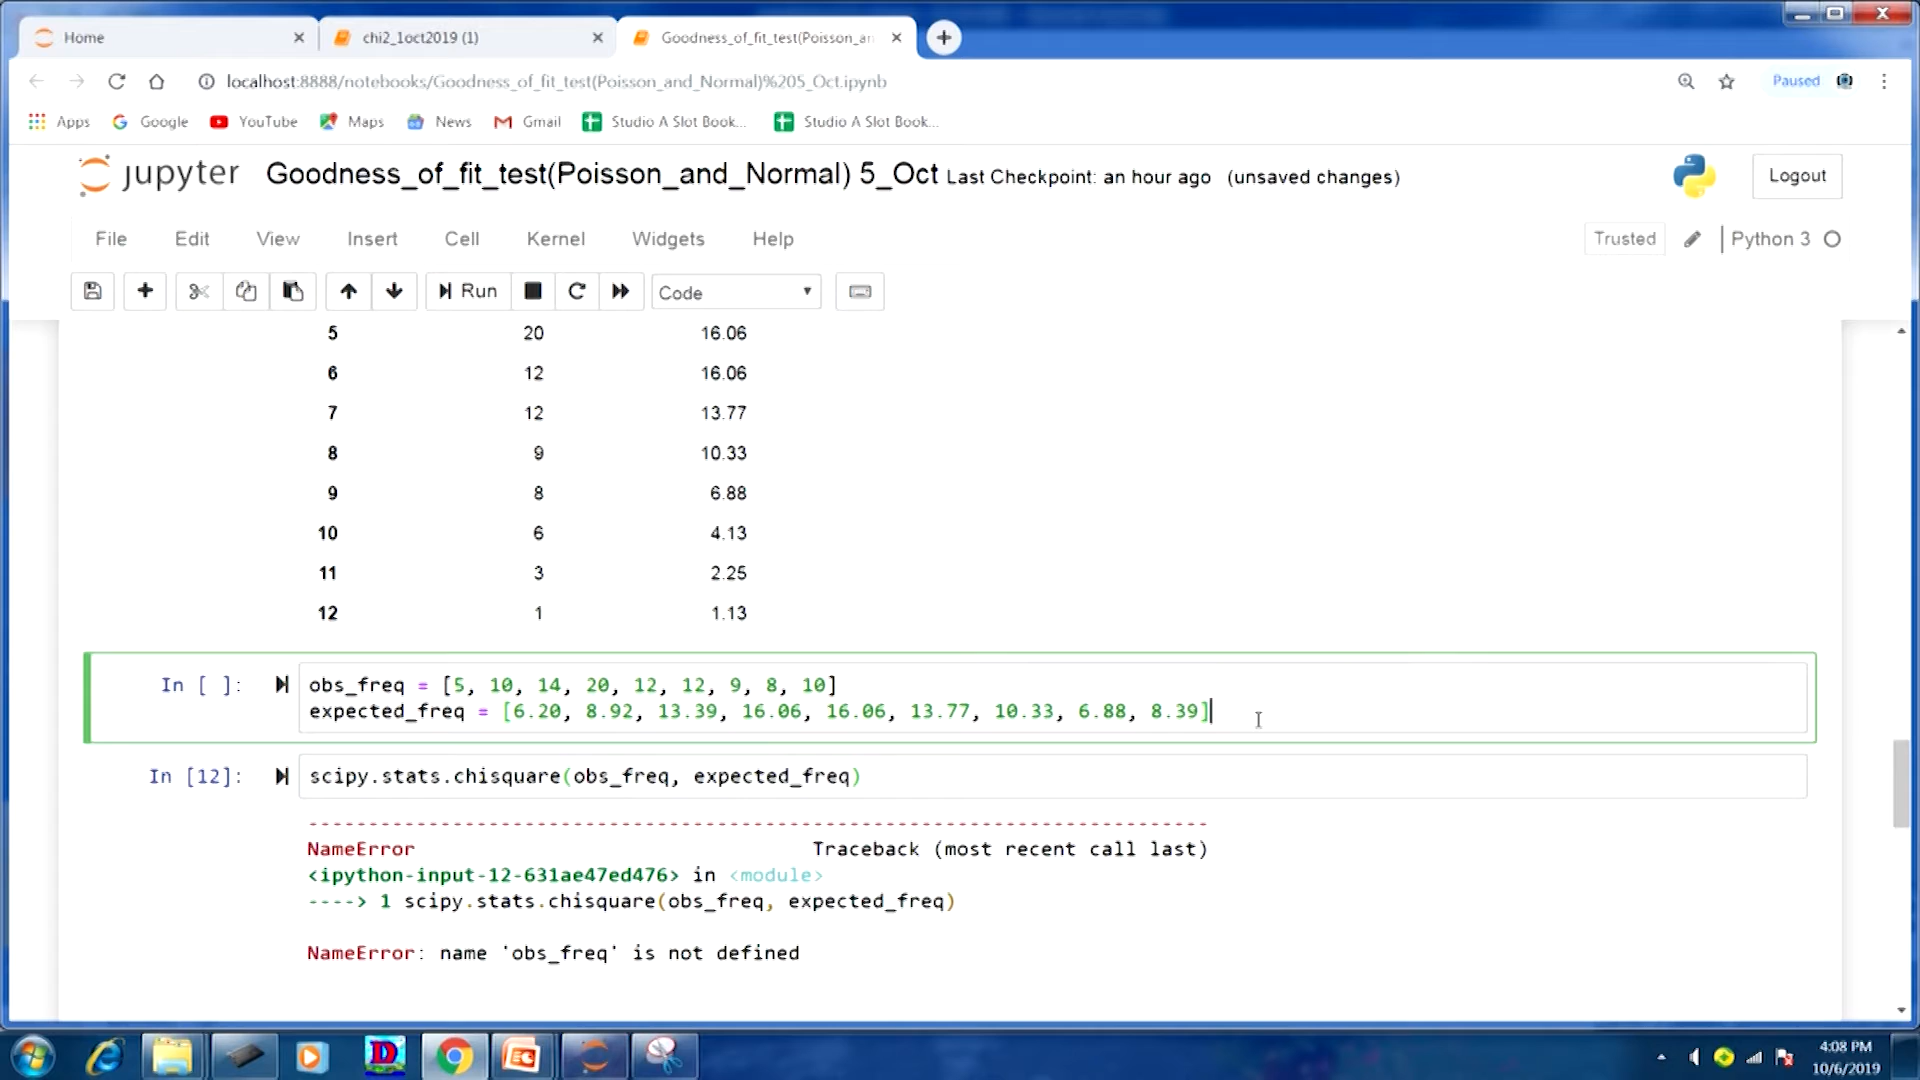 Home
chi2_1oct2019 (1)
Goodness_of_fit_test(Poisson_an
localhost:8888/notebooks/Goodness_of_fit_test(Poisson_and_Normal)%205_Oct.ipynb
Paused
Apps
Google
YouTube
Maps
News
Gmail
Studio A Slot Book...
Studio A Slot Book...
jupyter Goodness_of_fit_test(Poisson_and_Normal) 5_Oct Last Checkpoint: an hour ago (unsaved changes)
Logout
File Edit View Insert Cell Kernel Widgets Help
Trusted
Python 3
Run
Code
5 20 16.06
6 12 16.06
7 12 13.77
8 9 10.33
9 8 6.88
10 6 4.13
11 3 2.25
12 1 1.13
In [ ]: obs_freq = [5, 10, 14, 20, 12, 12, 9, 8, 10]
expected_freq = [6.20, 8.92, 13.39, 16.06, 16.06, 13.77, 10.33, 6.88, 8.39]
In [12]: scipy.stats.chisquare(obs_freq, expected_freq)
---------------------------------------------------------------------------
NameError Traceback (most recent call last)
<ipython-input-12-631ae47ed476> in <module>
----> 1 scipy.stats.chisquare(obs_freq, expected_freq)
NameError: name 'obs_freq' is not defined
4:08 PM
10/6/2019